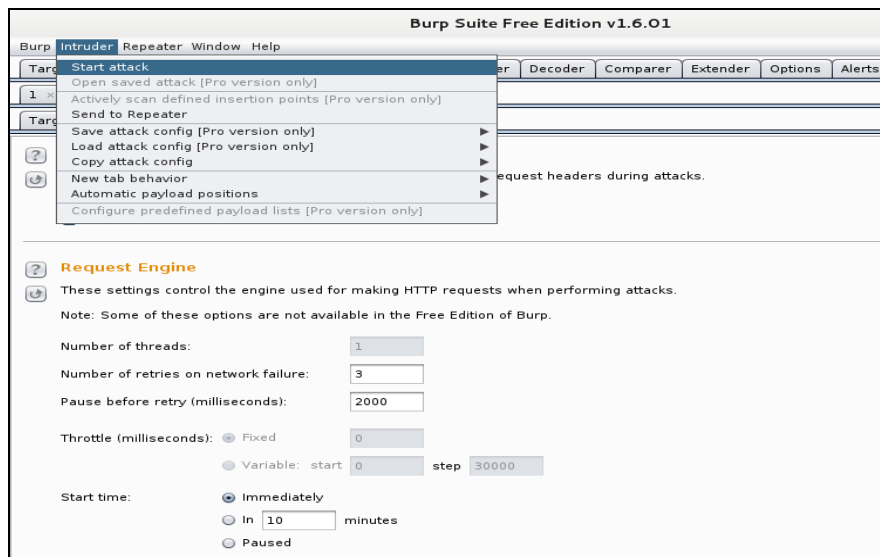 Burp Suite Free Edition v1.6.01
Burp Intruder Repeater Window Help
Targ Decoder Comparer Extender Options Alerts
Start attack
Open saved attack [Pro version only]
1 ×
Actively scan defined insertion points [Pro version only]
Send to Repeater
Targ
Save attack config [Pro version only]
Load attack config [Pro version only]
? Copy attack config
New tab behavior
equest headers during attacks.
Automatic payload positions
Configure predefined payload lists [Pro version only]
? Request Engine
These settings control the engine used for making HTTP requests when performing attacks.
Note: Some of these options are not available in the Free Edition of Burp.
Number of threads: 1
Number of retries on network failure: 3
Pause before retry (milliseconds): 2000
Throttle (milliseconds): Fixed 0
Variable: start 0 step 30000
Start time: Immediately
In 10 minutes
Paused